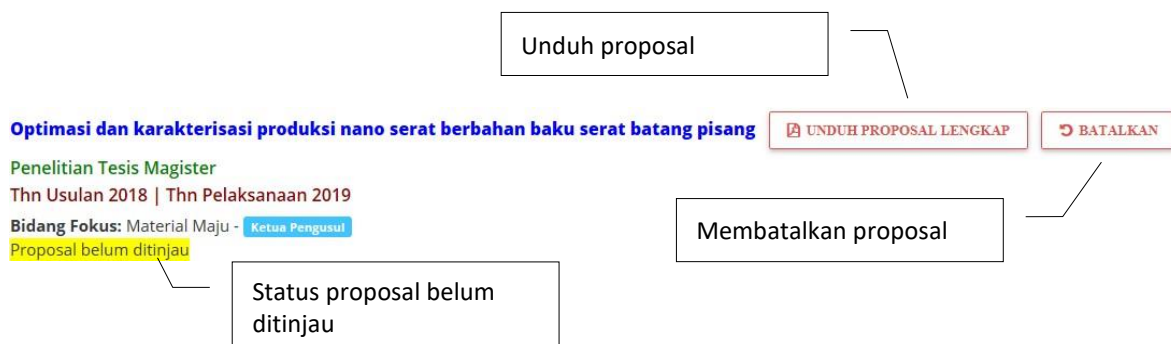 Unduh proposal
Optimasi dan karakterisasi produksi nano serat berbahan baku serat batang pisang
UNDUH PROPOSAL LENGKAP
BATALKAN
Penelitian Tesis Magister
Thn Usulan 2018 | Thn Pelaksanaan 2019
Bidang Fokus: Material Maju - Ketua Pengusul
Membatalkan proposal
Proposal belum ditinjau
Status proposal belum
ditinjau